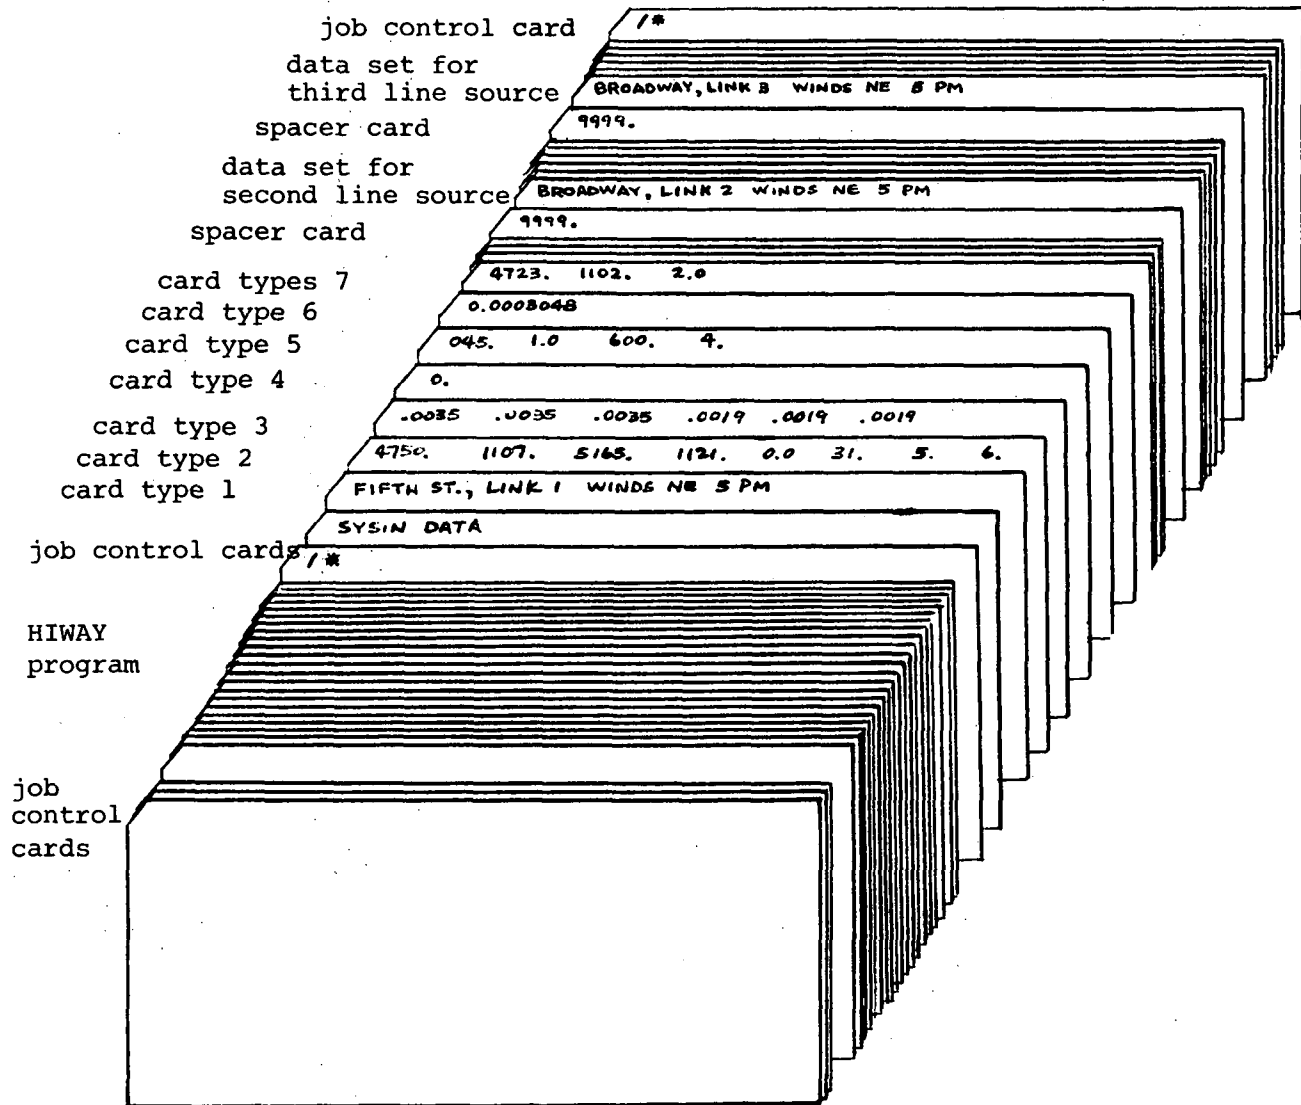 job control card
/*
data set for
third line source
BROADWAY, LINK 3 WINDS NE 5 PM
spacer card
9999.
data set for
second line source
BROADWAY, LINK 2 WINDS NE 5 PM
spacer card
9999.
card types 7
4723. 1102. 2.0
card type 6
0.0003048
card type 5
045. 1.0 600. 4.
card type 4
0.
card type 3
.0035 .0035 .0035 .0019 .0019 .0019
card type 2
4750. 1107. 5165. 1121. 0.0 31. 5. 6.
card type 1
FIFTH ST., LINK 1 WINDS NE 5 PM
SYSIN DATA
job control cards
/*
HIWAY
program
job
control
cards